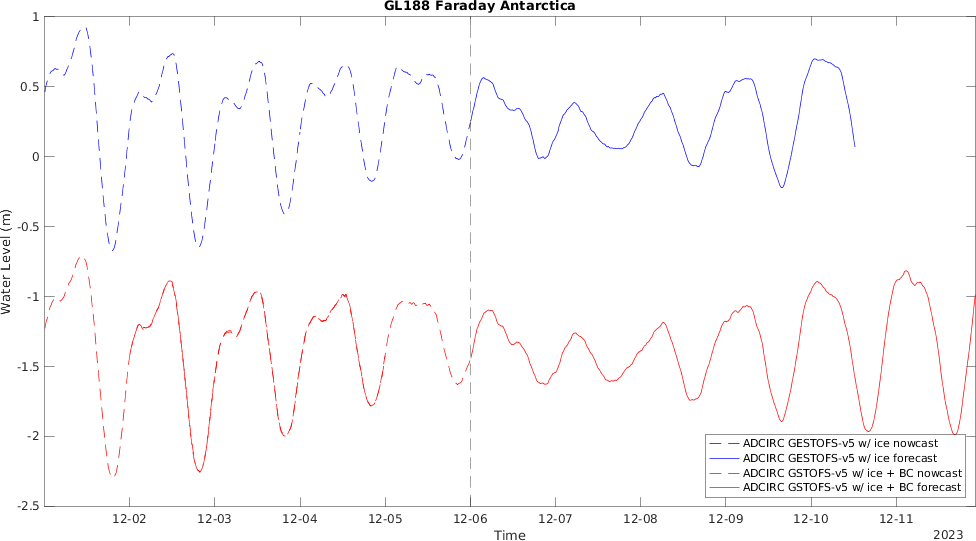 GL188 Faraday Antarctica
1
0.5
0
-0.5
-1
-1.5
-2
-2.5
Water Level (m)
ADCIRC GESTOFS-v5 w/ ice nowcast
ADCIRC GESTOFS-v5 w/ ice forecast
ADCIRC GSTOFS-v5 w/ ice + BC nowcast
ADCIRC GSTOFS-v5 w/ ice + BC forecast
12-02 12-03 12-04 12-05 12-06 12-07 12-08 12-09 12-10 12-11
Time
2023